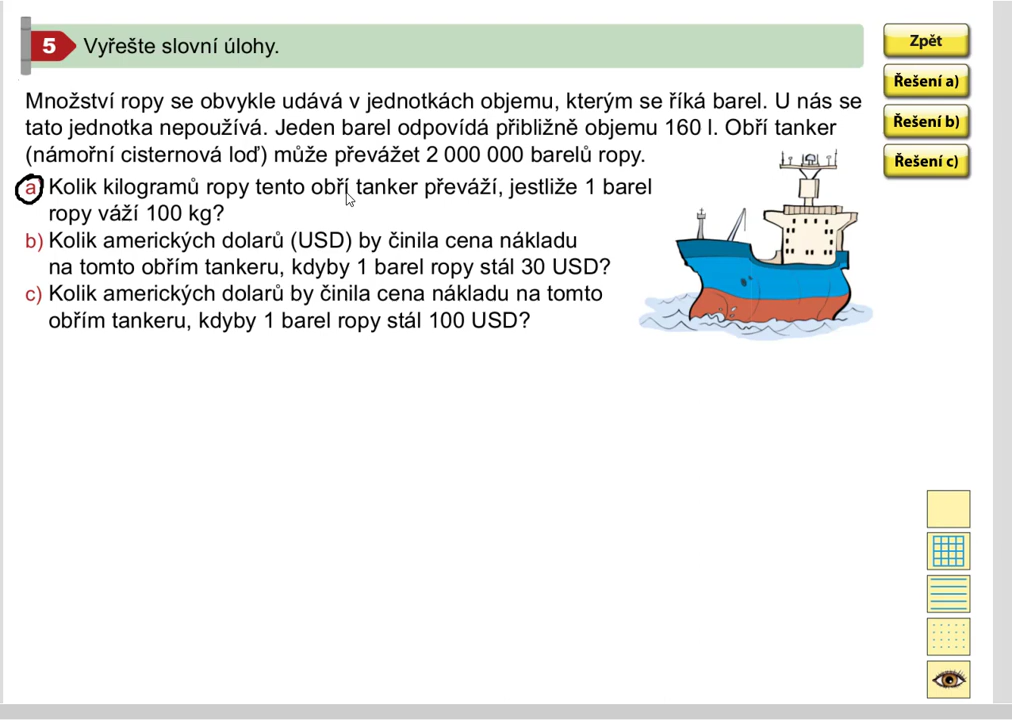 5 Vyřešte slovní úlohy.
Zpět
Řešení a)
Řešení b)
Řešení c)
Množství ropy se obvykle udává v jednotkách objemu, kterým se říká barel. U nás se
tato jednotka nepoužívá. Jeden barel odpovídá přibližně objemu 160 l. Obří tanker
(námořní cisternová loď) může převážet 2 000 000 barelů ropy.
a) Kolik kilogramů ropy tento obří tanker převáží, jestliže 1 barel
ropy váží 100 kg?
b) Kolik amerických dolarů (USD) by činila cena nákladu
na tomto obřím tankeru, kdyby 1 barel ropy stál 30 USD?
c) Kolik amerických dolarů by činila cena nákladu na tomto
obřím tankeru, kdyby 1 barel ropy stál 100 USD?